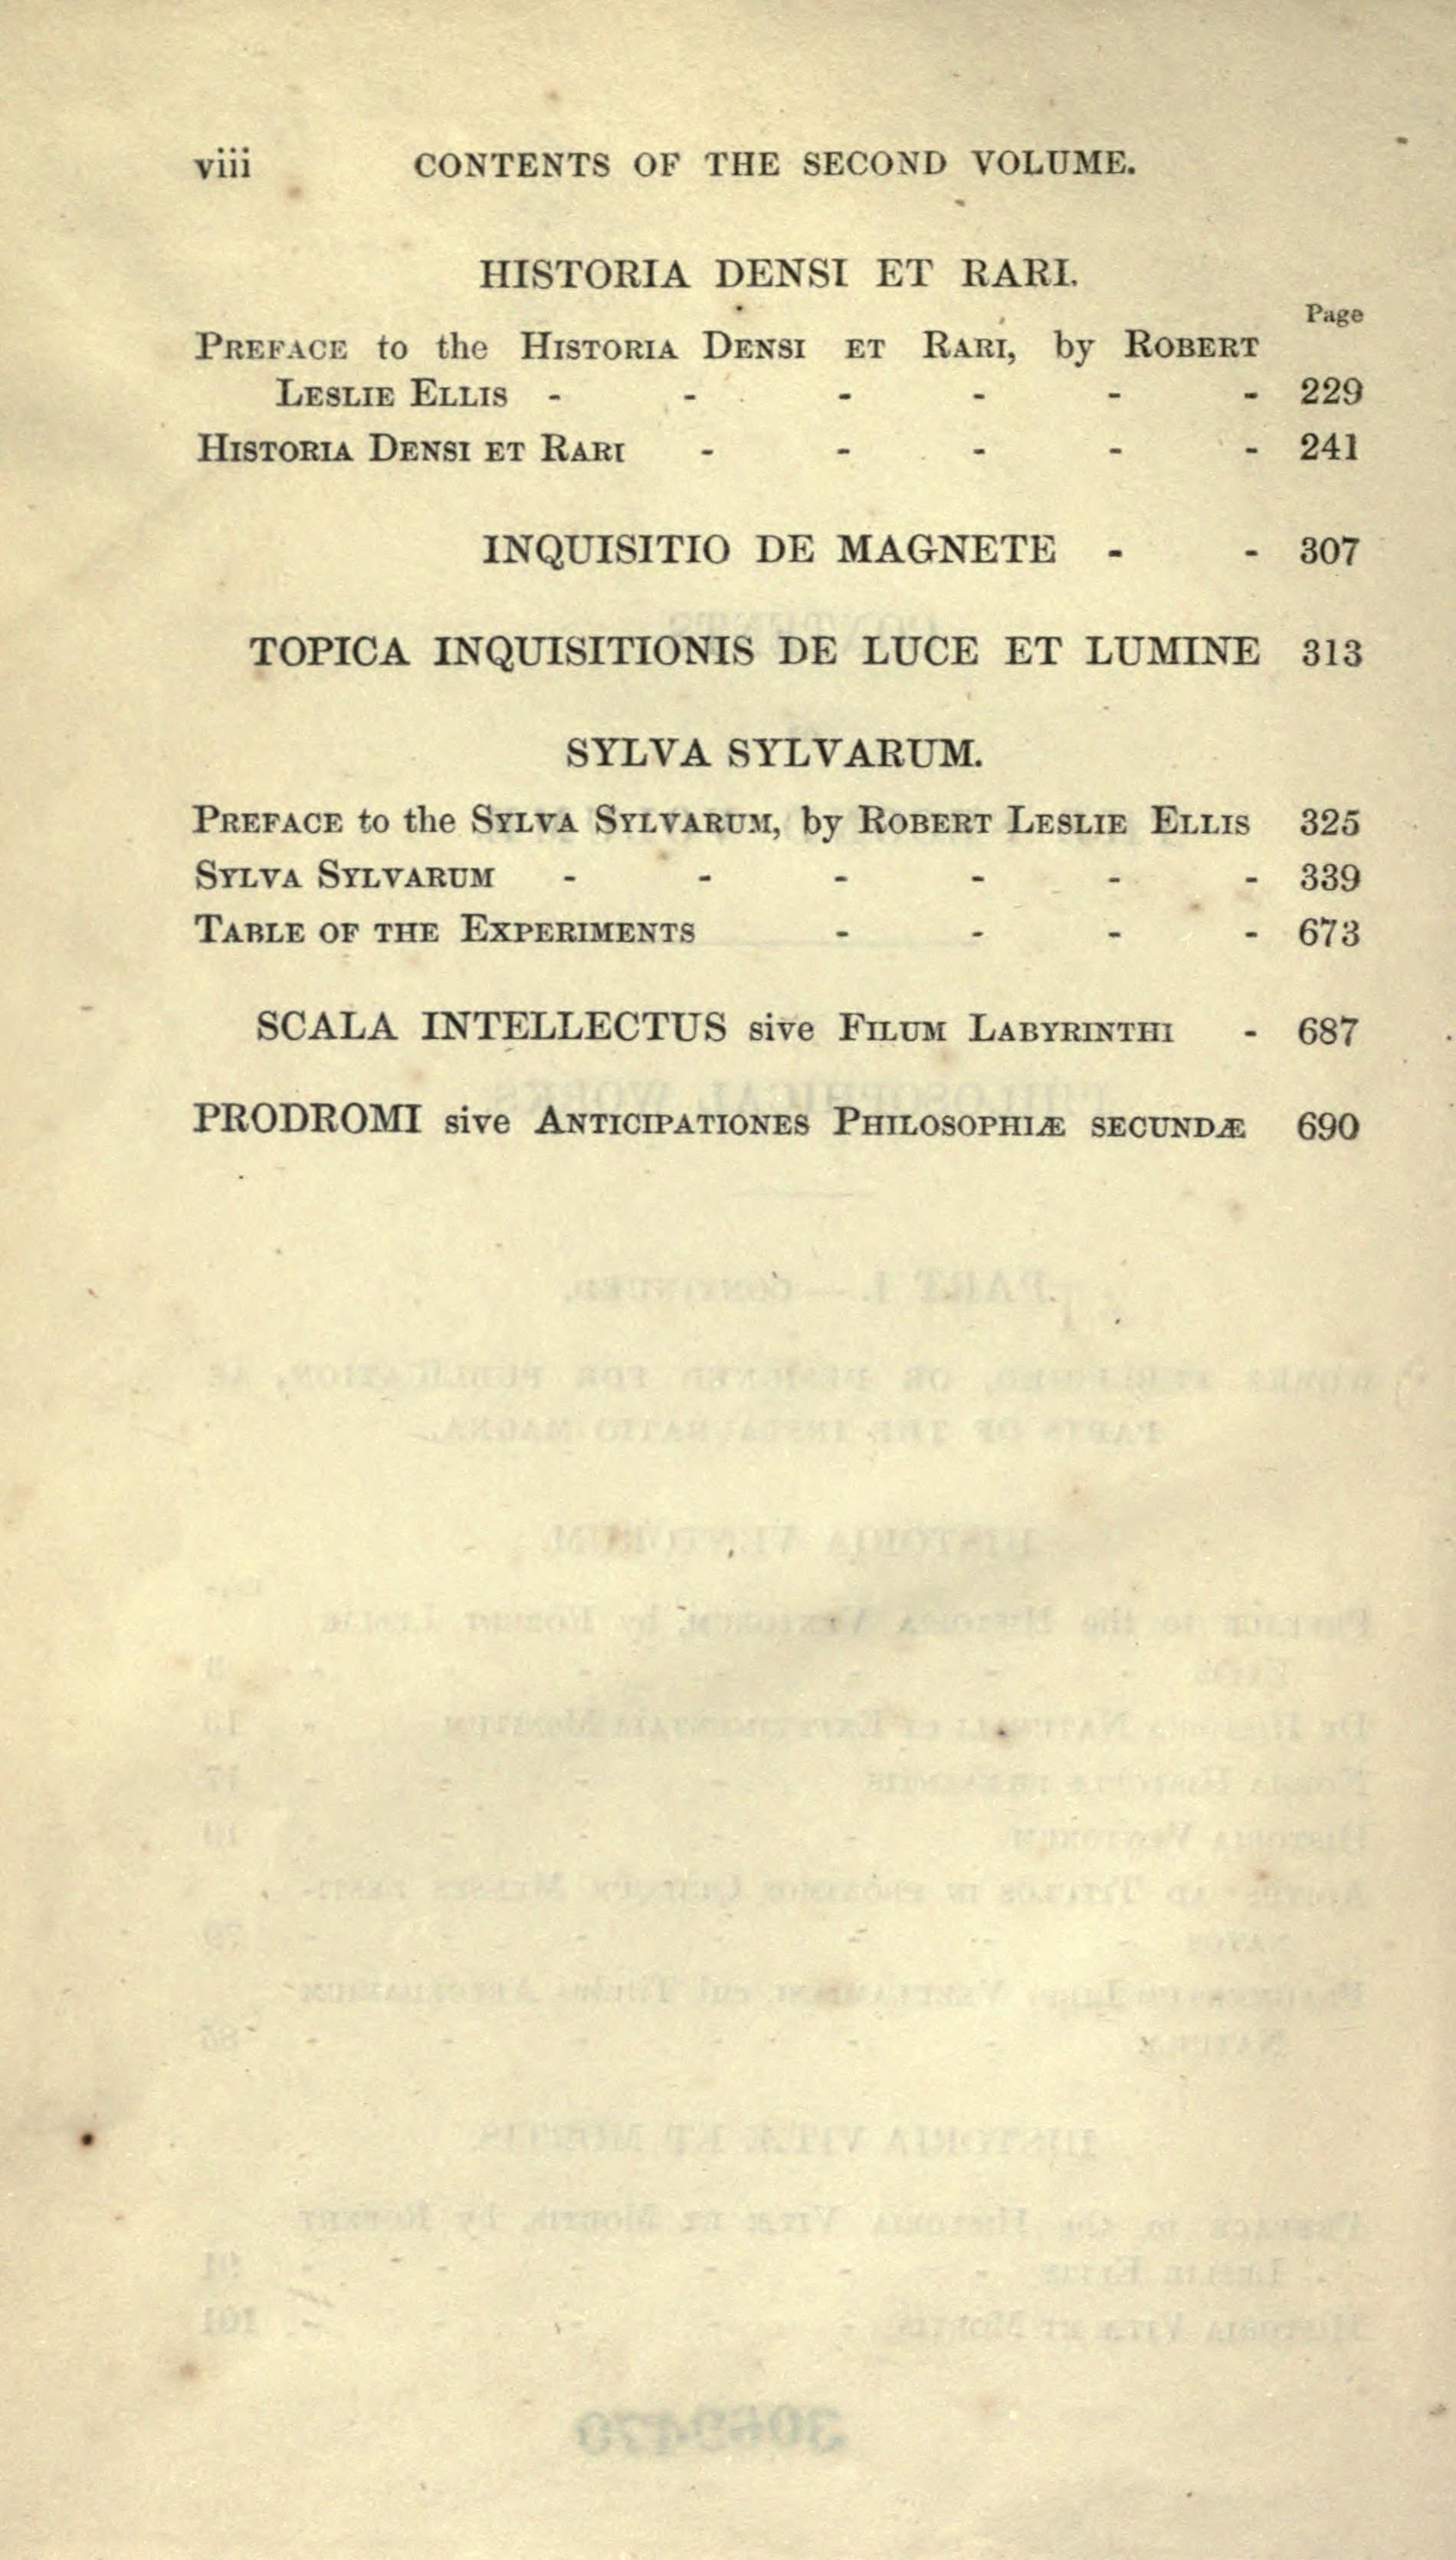 viii CONTENTS OF THE SECOND VOLUME.
HISTORIA DENSI ET RARI.
Page
PREFACE to the HISTORIA DENSI ET RARI, by ROBERT
LESLIE ELLIS - - - - - - 229
HISTORIA DENSI ET RARI - - - - - 241
INQUISITIO DE MAGNETE - - 307
TOPICA INQUISITIONIS DE LUCE ET LUMINE 313
SYLVA SYLVARUM.
PREFACE to the SYLVA SYLVARUM, by ROBERT LESLIE ELLIS 325
SYLVA SYLVARUM - - - - - - 339
TABLE OF THE EXPERIMENTS - - - - 673
SCALA INTELLECTUS sive FILUM LABYRINTHI - 687
PRODROMI sive ANTICIPATIONES PHILOSOPHIÆ SECUNDÆ 690